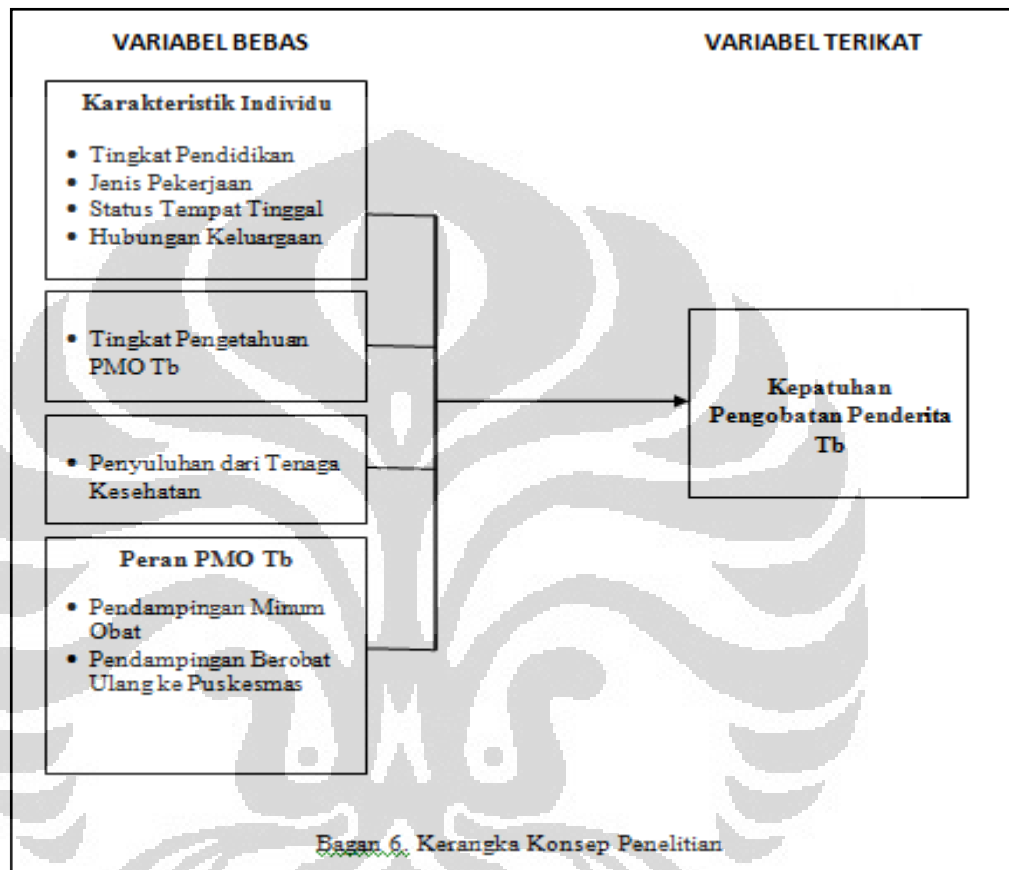 VARIABEL BEBAS
VARIABEL TERIKAT
Karakteristik Individu
• Tingkat Pendidikan
• Jenis Pekerjaan
• Status Tempat Tinggal
• Hubungan Keluargaan
• Tingkat Pengetahuan
PMO Tb
• Penyuluhan dari Tenaga
Kesehatan
Peran PMO Tb
• Pendampingan Minum
Obat
• Pendampingan Berobat
Ulang ke Puskesmas
Kepatuhan
Pengobatan Penderita
Tb
Bagan 6. Kerangka Konsep Penelitian